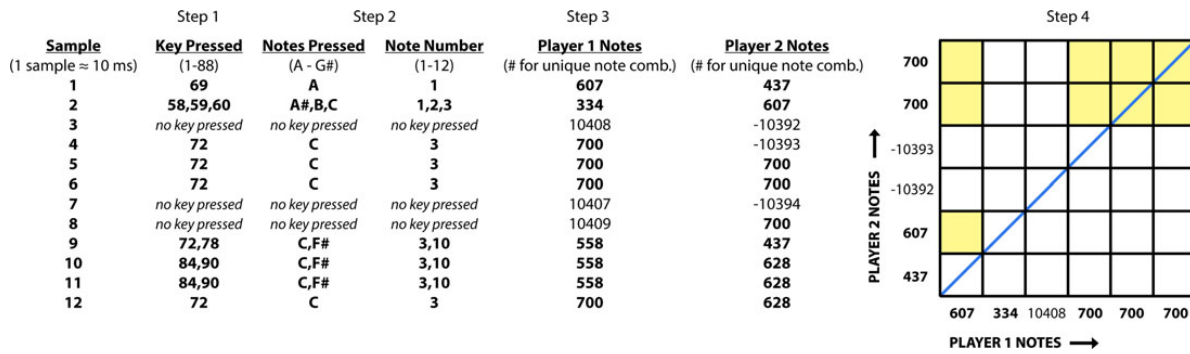 Step 1 Step 2 Step 3 Step 4
Sample Key Pressed Notes Pressed Note Number Player 1 Notes Player 2 Notes
(1 sample ≈ 10 ms) (1-88) (A - G#) (1-12) (# for unique note comb.) (# for unique note comb.)
1 69 A 1 607 437
2 58,59,60 A#,B,C 1,2,3 334 607
3 no key pressed no key pressed no key pressed 10408 -10392
4 72 C 3 700 -10393
5 72 C 3 700 700
6 72 C 3 700 700
7 no key pressed no key pressed no key pressed 10407 -10394
8 no key pressed no key pressed no key pressed 10409 700
9 72,78 C,F# 3,10 558 437
10 84,90 C,F# 3,10 558 628
11 84,90 C,F# 3,10 558 628
12 72 C 3 700 628
PLAYER 2 NOTES
700
700
-10393
-10392
607
437
607 334 10408 700 700 700
PLAYER 1 NOTES